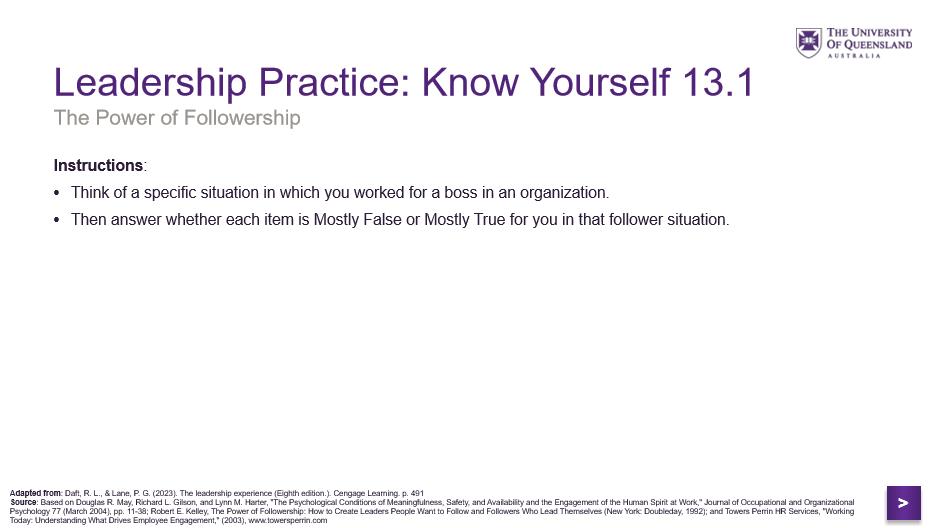 THE UNIVERSITY
OF QUEENSLAND
AUSTRALIA
Leadership Practice: Know Yourself 13.1
The Power of Followership
Instructions:
• Think of a specific situation in which you worked for a boss in an organization.
• Then answer whether each item is Mostly False or Mostly True for you in that follower situation.
Adapted from: Daft, R. L., & Lane, P. G. (2023). The leadership experience (Eighth edition.). Cengage Learning. p. 491
Source: Based on Douglas R. May, Richard L. Gilson, and Lynn M. Harter, "The Psychological Conditions of Meaningfulness, Safety, and Availability and the Engagement of the Human Spirit at Work," Journal of Occupational and Organizational
Psychology 77 (March 2004), pp. 11-38; Robert E. Kelley, The Power of Followership: How to Create Leaders People Want to Follow and Followers Who Lead Themselves (New York: Doubleday, 1992); and Towers Perrin HR Services, "Working
Today: Understanding What Drives Employee Engagement," (2003), www.towersperrin.com
>